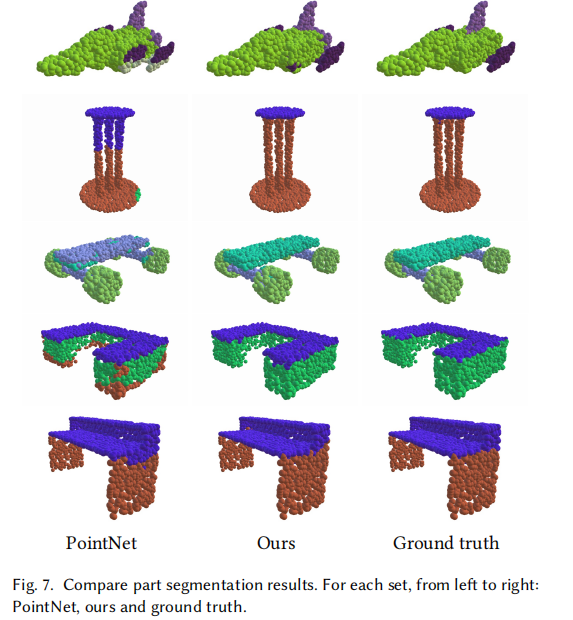 PointNet
Ours
Ground truth
Fig. 7. Compare part segmentation results. For each set, from left to right:
PointNet, ours and ground truth.